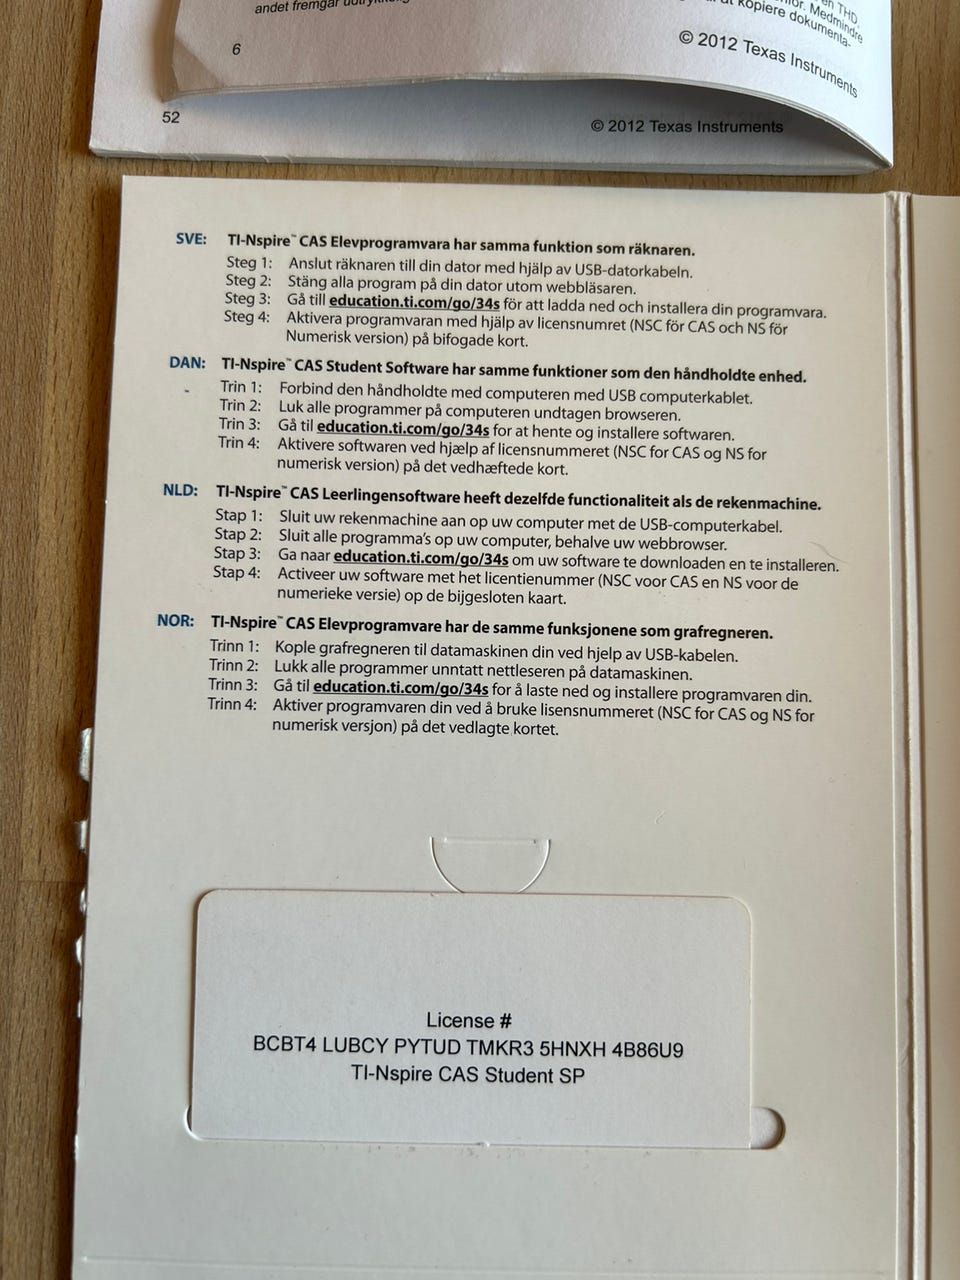 andet fremgår udtrykkelig
en THD
Medmindre
at kopiere dokumenta-
6
© 2012 Texas Instruments
52
© 2012 Texas Instruments
SVE: TI-Nspire™ CAS Elevprogramvara har samma funktion som räknaren.
Steg 1: Anslut räknaren till din dator med hjälp av USB-datorkabeln.
Steg 2: Stäng alla program på din dator utom webbläsaren.
Steg 3: Gå till education.ti.com/go/34s för att ladda ned och installera din programvara.
Steg 4: Aktivera programvaran med hjälp av licensnumret (NSC för CAS och NS för
Numerisk version) på bifogade kort.
DAN: TI-Nspire™ CAS Student Software har samme funktioner som den håndholdte enhed.
Trin 1: Forbind den håndholdte med computeren med USB computerkablet.
Trin 2: Luk alle programmer på computeren undtagen browseren.
Trin 3: Gå til education.ti.com/go/34s for at hente og installere softwaren.
Trin 4: Aktivere softwaren ved hjælp af licensnummeret (NSC for CAS og NS for
numerisk version) på det vedhæftede kort.
NLD: TI-Nspire™ CAS Leerlingensoftware heeft dezelfde functionaliteit als de rekenmachine.
Stap 1: Sluit uw rekenmachine aan op uw computer met de USB-computerkabel.
Stap 2: Sluit alle programma's op uw computer, behalve uw webbrowser.
Stap 3: Ga naar education.ti.com/go/34s om uw software te downloaden en te installeren.
Stap 4: Activeer uw software met het licentienummer (NSC voor CAS en NS voor de
numerieke versie) op de bijgesloten kaart.
NOR: TI-Nspire™ CAS Elevprogramvare har de samme funksjonene som grafregneren.
Trinn 1: Kople grafregneren til datamaskinen din ved hjelp av USB-kabelen.
Trinn 2: Lukk alle programmer unntatt nettleseren på datamaskinen.
Trinn 3: Gå til education.ti.com/go/34s for å laste ned og installere programvaren din.
Trinn 4: Aktiver programvaren din ved å bruke lisensnummeret (NSC for CAS og NS for
numerisk versjon) på det vedlagte kortet.
License #
BCBT4 LUBCY PYTUD TMKR3 5HNXH 4B86U9
TI-Nspire CAS Student SP